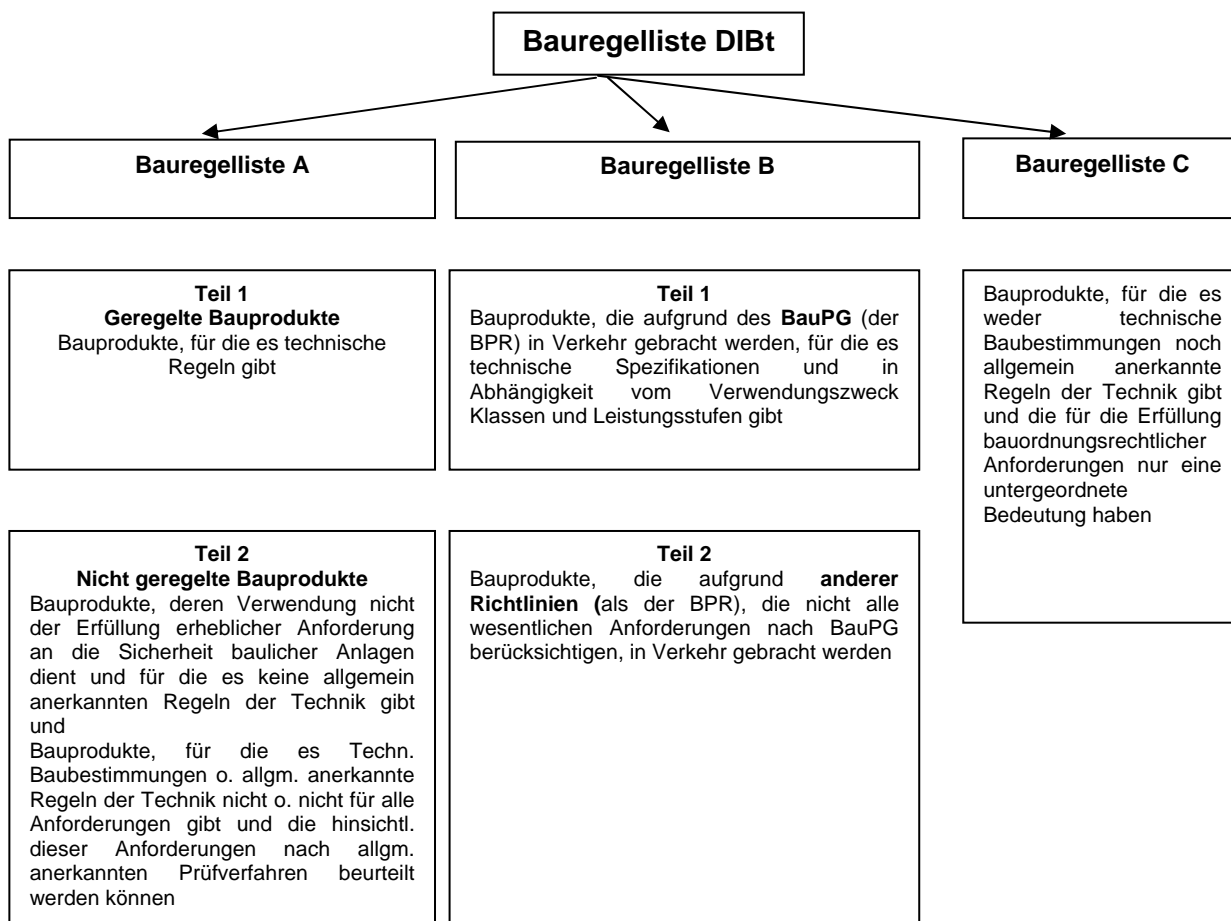 Bauregelliste DIBt
Bauregelliste A
Bauregelliste B
Bauregelliste C
Teil 1
Geregelte Bauprodukte
Bauprodukte, für die es technische
Regeln gibt
Teil 1
Bauprodukte, die aufgrund des BauPG (der
BPR) in Verkehr gebracht werden, für die es
technische Spezifikationen und in
Abhängigkeit vom Verwendungszweck
Klassen und Leistungsstufen gibt
Bauprodukte, für die es
weder technische
Baubestimmungen noch
allgemein anerkannte
Regeln der Technik gibt
und die für die Erfüllung
bauordnungsrechtlicher
Anforderungen nur eine
untergeordnete
Bedeutung haben
Teil 2
Nicht geregelte Bauprodukte
Bauprodukte, deren Verwendung nicht
der Erfüllung erheblicher Anforderung
an die Sicherheit baulicher Anlagen
dient und für die es keine allgemein
anerkannten Regeln der Technik gibt
und
Bauprodukte, für die es Techn.
Baubestimmungen o. allgm. anerkannte
Regeln der Technik nicht o. nicht für alle
Anforderungen gibt und die hinsichtl.
dieser Anforderungen nach allgm.
anerkannten Prüfverfahren beurteilt
werden können
Teil 2
Bauprodukte, die aufgrund anderer
Richtlinien (als der BPR), die nicht alle
wesentlichen Anforderungen nach BauPG
berücksichtigen, in Verkehr gebracht werden